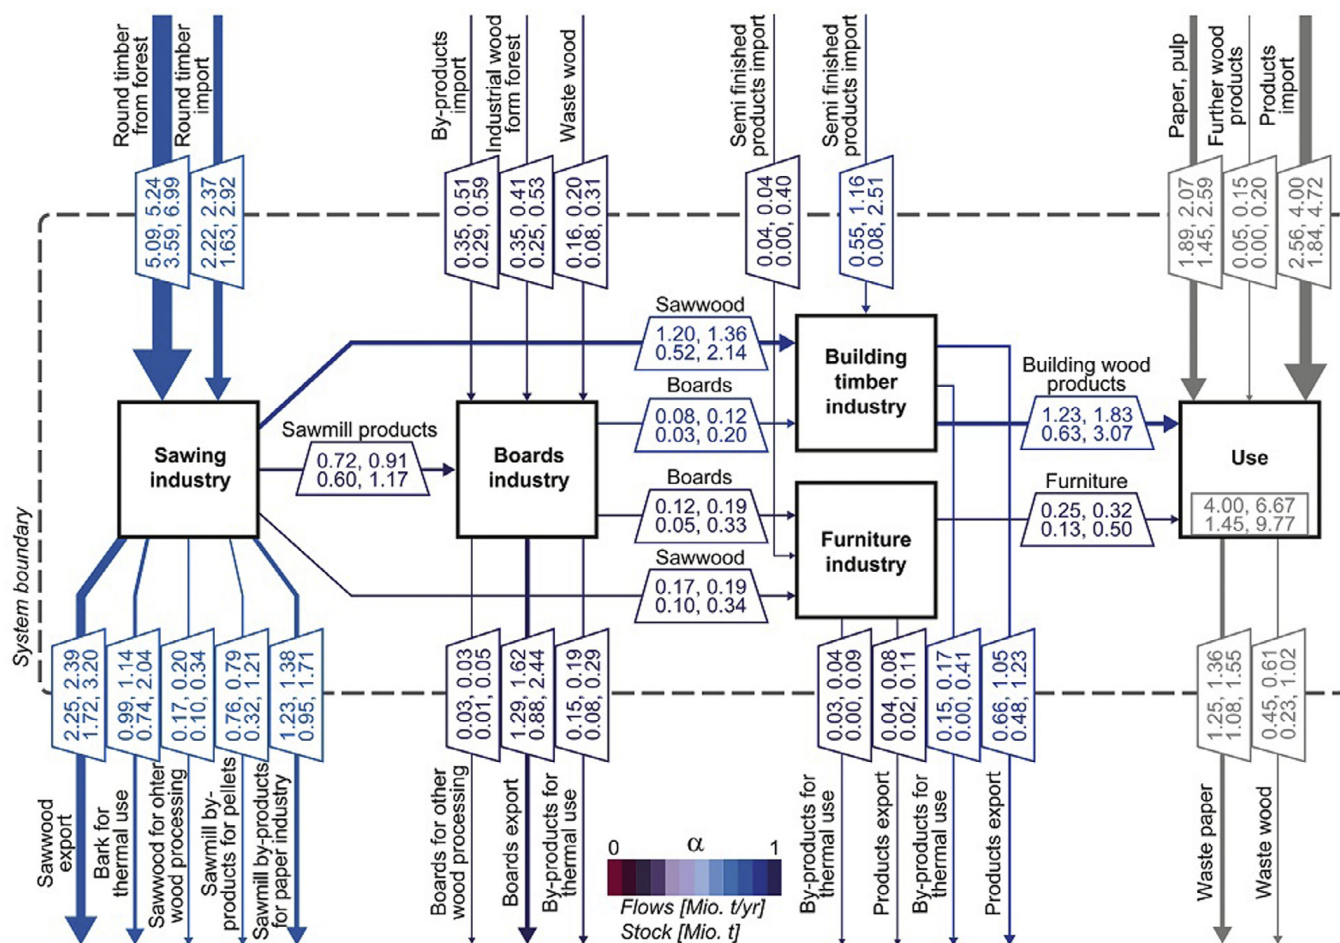 Round timber
from forest
Round timber
import
By-products
import
Industrial wood
form forest
Waste wood
Semi finished
products import
Semi finished
products import
Paper, pulp
Further wood
products
Products
import
5.09, 5.24
3.59, 6.99
2.22, 2.37
1.63, 2.92
0.35, 0.51
0.29, 0.59
0.35, 0.41
0.25, 0.53
0.16, 0.20
0.08, 0.31
0.04, 0.04
0.00, 0.40
0.55, 1.16
0.08, 2.51
1.89, 2.07
1.45, 2.59
0.05, 0.15
0.00, 0.20
2.56, 4.00
1.84, 4.72
Sawwood
1.20, 1.36
0.52, 2.14
Building
timber
industry
Building wood
products
1.23, 1.83
0.63, 3.07
Boards
0.08, 0.12
0.03, 0.20
Sawing
industry
Sawmill products
0.72, 0.91
0.60, 1.17
Boards
industry
Boards
0.12, 0.19
0.05, 0.33
Furniture
industry
Furniture
0.25, 0.32
0.13, 0.50
Use
4.00, 6.67
1.45, 9.77
Sawwood
0.17, 0.19
0.10, 0.34
System boundary
2.25, 2.39
1.72, 3.20
0.99, 1.14
0.74, 2.04
0.17, 0.20
0.10, 0.34
0.76, 0.79
0.32, 1.21
1.23, 1.38
0.95, 1.71
0.03, 0.03
0.01, 0.05
1.29, 1.62
0.88, 2.44
0.15, 0.19
0.08, 0.29
0.03, 0.04
0.00, 0.09
0.04, 0.08
0.02, 0.11
0.15, 0.17
0.00, 0.41
0.66, 1.05
0.48, 1.23
1.25, 1.36
1.08, 1.55
0.45, 0.61
0.23, 1.02
Sawwood
export
Bark for
thermal use
Sawwood for ohter
wood processing
Sawmill by-
products for pellets
Sawmill by-products
for paper industry
Boards for other
wood processing
Boards export
By-products for
thermal use
By-products for
thermal use
Products export
By-products for
thermal use
Products export
Waste paper
Waste wood
0 α 1
Flows [Mio. t/yr]
Stock [Mio. t]